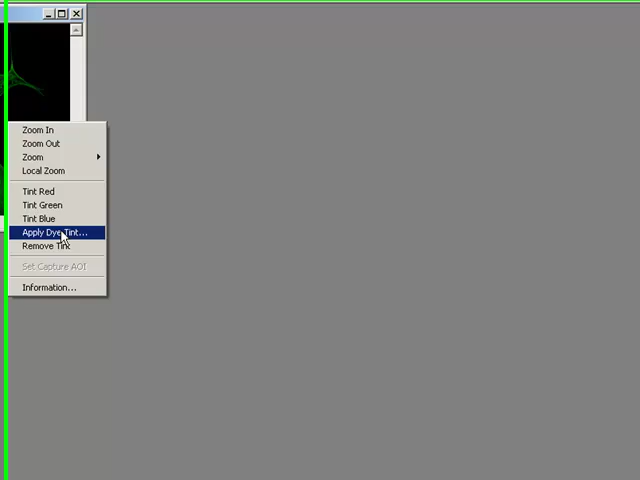 Zoom In
Zoom Out
Zoom
Local Zoom
Tint Red
Tint Green
Tint Blue
Apply Dye Tint...
Remove Tint
Set Capture AOI
Information...